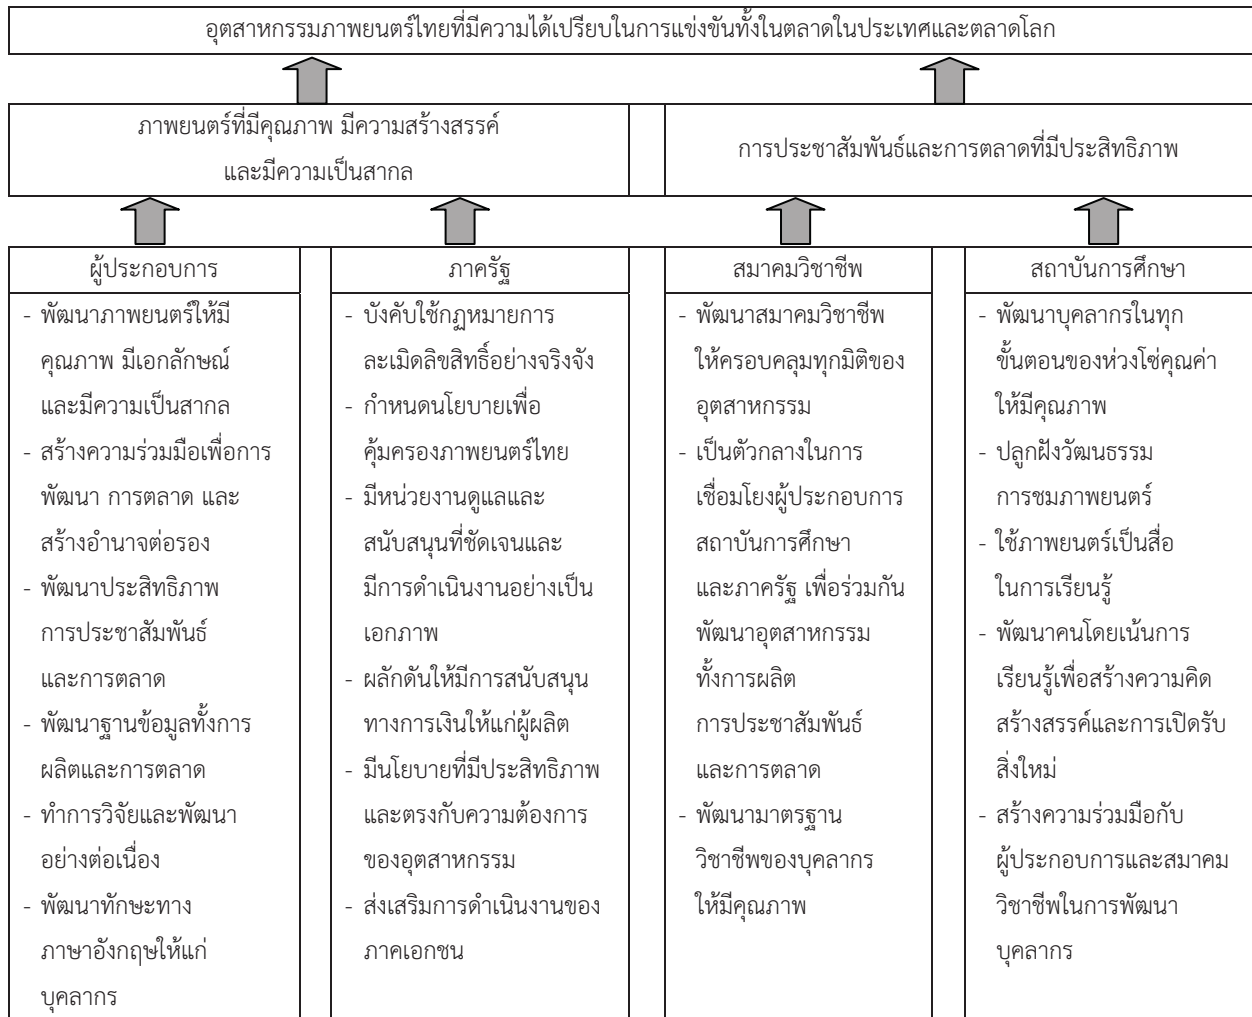 อุตสาหกรรมภาพยนตร์ไทยที่มีความได้เปรียบในการแข่งขันทั้งในตลาดในประเทศและตลาดโลก
ภาพยนตร์ที่มีคุณภาพ มีความสร้างสรรค์
และมีความเป็นสากล
การประชาสัมพันธ์และการตลาดที่มีประสิทธิภาพ
ผู้ประกอบการ
- พัฒนาภาพยนตร์ให้มี
คุณภาพ มีเอกลักษณ์
และมีความเป็นสากล
- สร้างความร่วมมือเพื่อการ
พัฒนา การตลาด และ
สร้างอำนาจต่อรอง
- พัฒนาประสิทธิภาพ
การประชาสัมพันธ์
และการตลาด
- พัฒนาฐานข้อมูลทั้งการ
ผลิตและการตลาด
- ทำการวิจัยและพัฒนา
อย่างต่อเนื่อง
- พัฒนาทักษะทาง
ภาษาอังกฤษให้แก่
บุคลากร
ภาครัฐ
- บังคับใช้กฎหมายการ
ละเมิดลิขสิทธิ์อย่างจริงจัง
- กำหนดนโยบายเพื่อ
คุ้มครองภาพยนตร์ไทย
- มีหน่วยงานดูแลและ
สนับสนุนที่ชัดเจนและ
มีการดำเนินงานอย่างเป็น
เอกภาพ
- ผลักดันให้มีการสนับสนุน
ทางการเงินให้แก่ผู้ผลิต
- มีนโยบายที่มีประสิทธิภาพ
และตรงกับความต้องการ
ของอุตสาหกรรม
- ส่งเสริมการดำเนินงานของ
ภาคเอกชน
สมาคมวิชาชีพ
- พัฒนาสมาคมวิชาชีพ
ให้ครอบคลุมทุกมิติของ
อุตสาหกรรม
- เป็นตัวกลางในการ
เชื่อมโยงผู้ประกอบการ
สถาบันการศึกษา
และภาครัฐ เพื่อร่วมกัน
พัฒนาอุตสาหกรรม
ทั้งการผลิต
การประชาสัมพันธ์
และการตลาด
- พัฒนามาตรฐาน
วิชาชีพของบุคลากร
ให้มีคุณภาพ
สถาบันการศึกษา
- พัฒนาบุคลากรในทุก
ขั้นตอนของห่วงโซ่คุณค่า
ให้มีคุณภาพ
- ปลูกฝังวัฒนธรรม
การชมภาพยนตร์
- ใช้ภาพยนตร์เป็นสื่อ
ในการเรียนรู้
- พัฒนาคนโดยเน้นการ
เรียนรู้เพื่อสร้างความคิด
สร้างสรรค์และการเปิดรับ
สิ่งใหม่
- สร้างความร่วมมือกับ
ผู้ประกอบการและสมาคม
วิชาชีพในการพัฒนา
บุคลากร